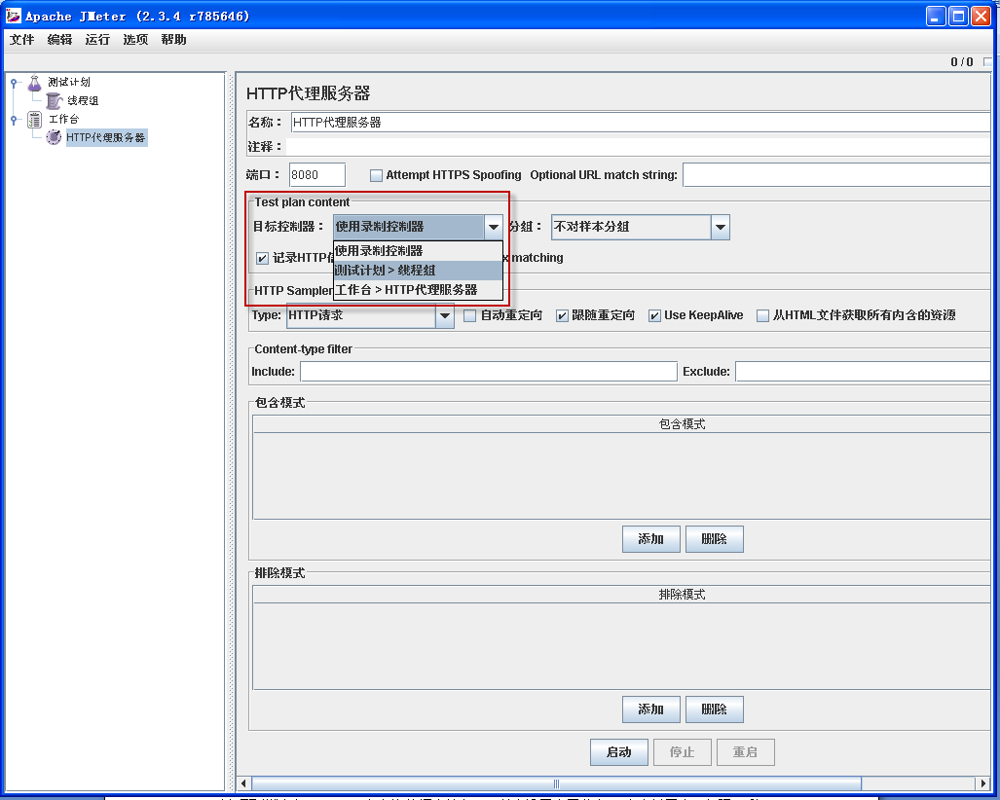 Apache JMeter (2.3.4 r785646)
文件 编辑 运行 选项 帮助
0 / 0
测试计划
线程组
工作台
HTTP代理服务器
HTTP代理服务器
名称： HTTP代理服务器
注释：
端口： 8080 Attempt HTTPS Spoofing Optional URL match string:
Test plan content
目标控制器： 使用录制控制器 分组： 不对样本分组
使用录制控制器
测试计划 > 线程组
工作台 > HTTP代理服务器
记录HTTP matching
HTTP Sampler
Type: HTTP请求 自动重定向 跟随重定向 Use KeepAlive 从HTML文件获取所有内含的资源
Content-type filter
Include: Exclude:
包含模式
包含模式
添加 删除
排除模式
排除模式
添加 删除
启动 停止 重启